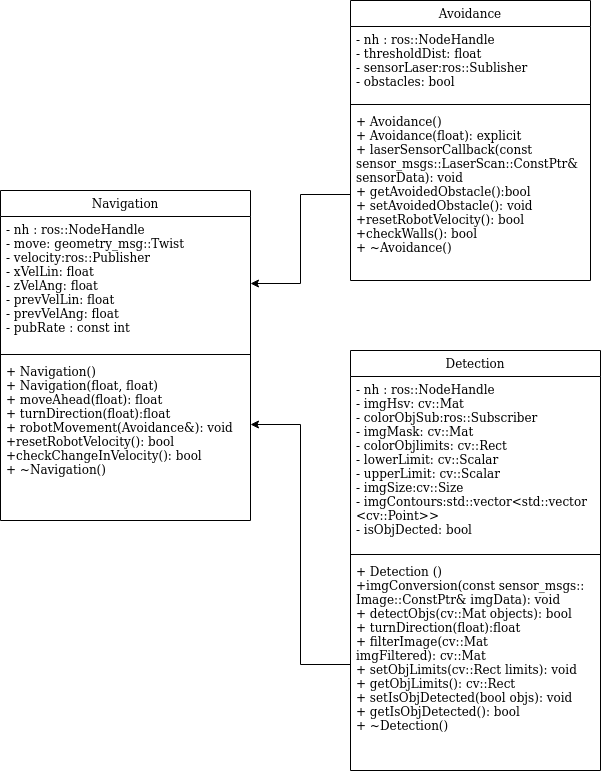 Avoidance
- nh : ros::NodeHandle
- thresholdDist: float
- sensorLaser:ros::Sublisher
- obstacles: bool
+ Avoidance()
+ Avoidance(float): explicit
+ laserSensorCallback(const
sensor_msgs::LaserScan::ConstPtr&
sensorData): void
+ getAvoidedObstacle():bool
+ setAvoidedObstacle(): void
+resetRobotVelocity(): bool
+checkWalls(): bool
+ ~Avoidance()
Navigation
- nh : ros::NodeHandle
- move: geometry_msg::Twist
- velocity:ros::Publisher
- xVelLin: float
- zVelAng: float
- prevVelLin: float
- prevVelAng: float
- pubRate : const int
+ Navigation()
+ Navigation(float, float)
+ moveAhead(float): float
+ turnDirection(float):float
+ robotMovement(Avoidance&): void
+resetRobotVelocity(): bool
+checkChangeInVelocity(): bool
+ ~Navigation()
Detection
- nh : ros::NodeHandle
- imgHsv: cv::Mat
- colorObjSub:ros::Subscriber
- imgMask: cv::Mat
- colorObjlimits: cv::Rect
- lowerLimit: cv::Scalar
- upperLimit: cv::Scalar
- imgSize:cv::Size
- imgContours:std::vector<std::vector
<cv::Point>>
- isObjDected: bool
+ Detection ()
+imgConversion(const sensor_msgs::
Image::ConstPtr& imgData): void
+ detectObjs(cv::Mat objects): bool
+ turnDirection(float):float
+ filterImage(cv::Mat
imgFiltered): cv::Mat
+ setObjLimits(cv::Rect limits): void
+ getObjLimits(): cv::Rect
+ setIsObjDetected(bool objs): void
+ getIsObjDetected(): bool
+ ~Detection()